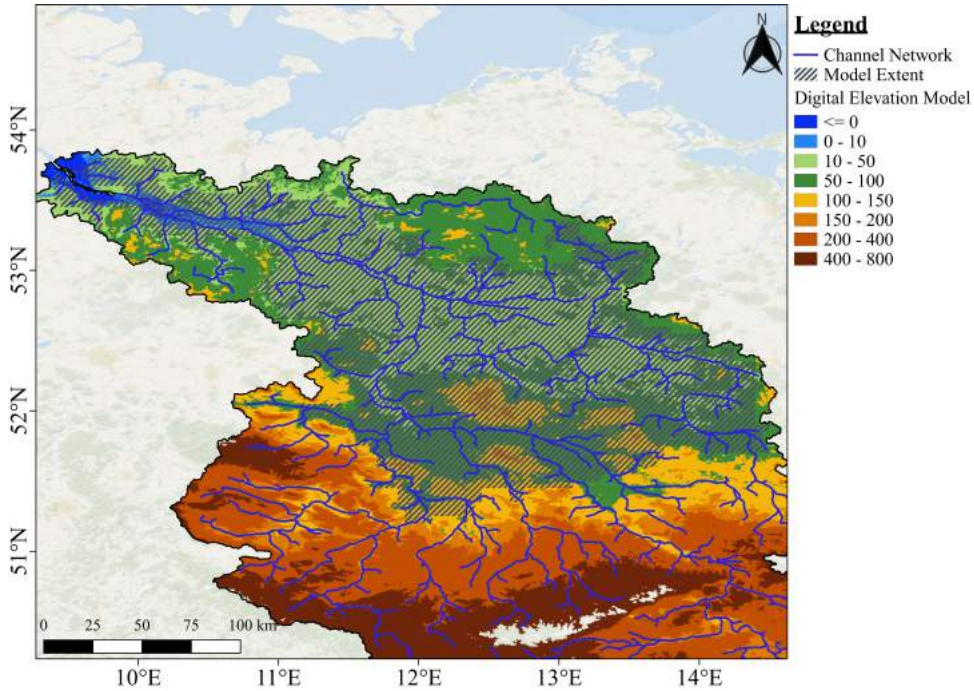 N
Legend
Channel Network
Model Extent
Digital Elevation Model
<= 0
0 - 10
10 - 50
50 - 100
100 - 150
150 - 200
200 - 400
400 - 800
54°N
53°N
52°N
51°N
0 25 50 75 100 km
10°E 11°E 12°E 13°E 14°E